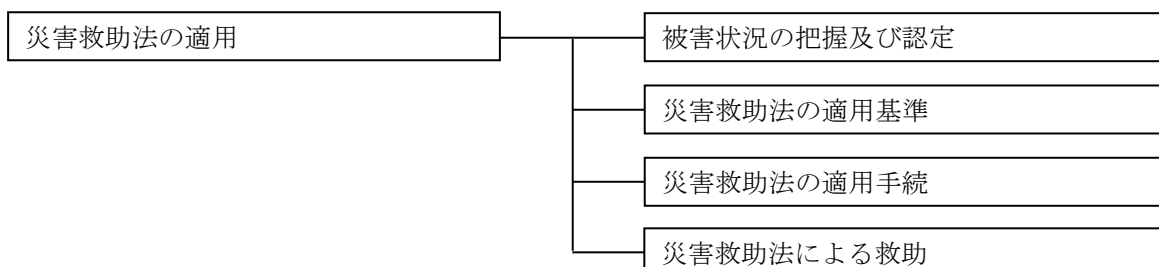 災害救助法の適用
被害状況の把握及び認定
災害救助法の適用基準
災害救助法の適用手続
災害救助法による救助